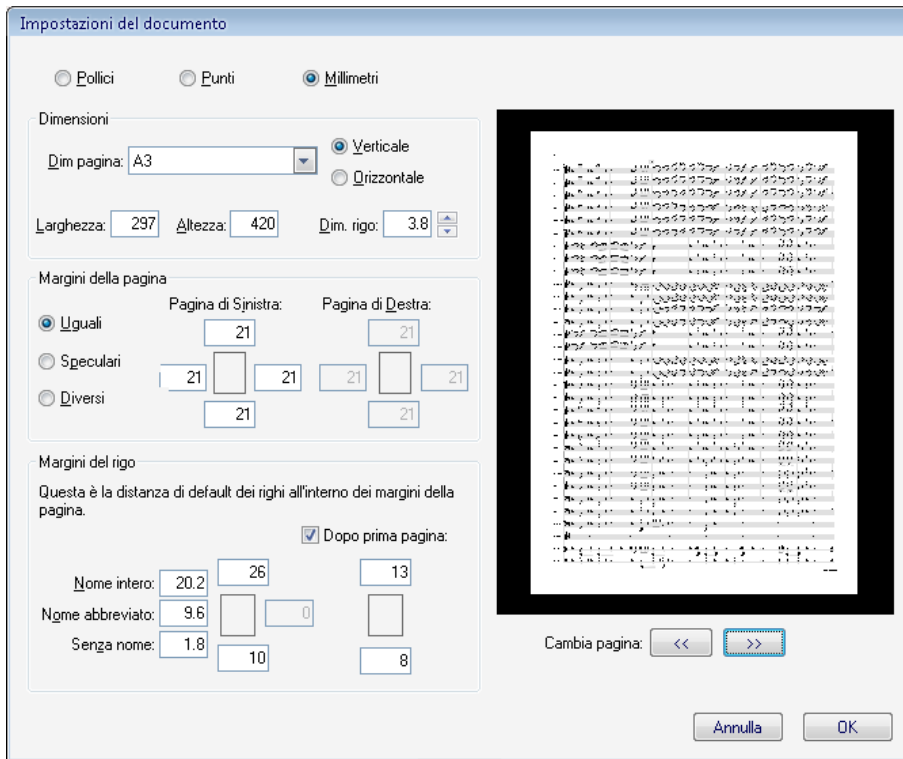 Impostazioni del documento
Pollici Punti Millimetri
Dimensioni
Dim pagina: A3
Verticale
Orizzontale
Larghezza: 297 Altezza: 420 Dim. rigo: 3.8
Margini della pagina
Pagina di Sinistra: Pagina di Destra:
Uguali
21 21
Speculari
21 21 21 21
Diversi
21 21
Margini del rigo
Questa è la distanza di default dei righi all'interno dei margini della
pagina.
Dopo prima pagina:
26 13
Nome intero: 20.2
Nome abbreviato: 9.6 0
Senza nome: 1.8
10 8
Cambia pagina: << >>
Annulla OK